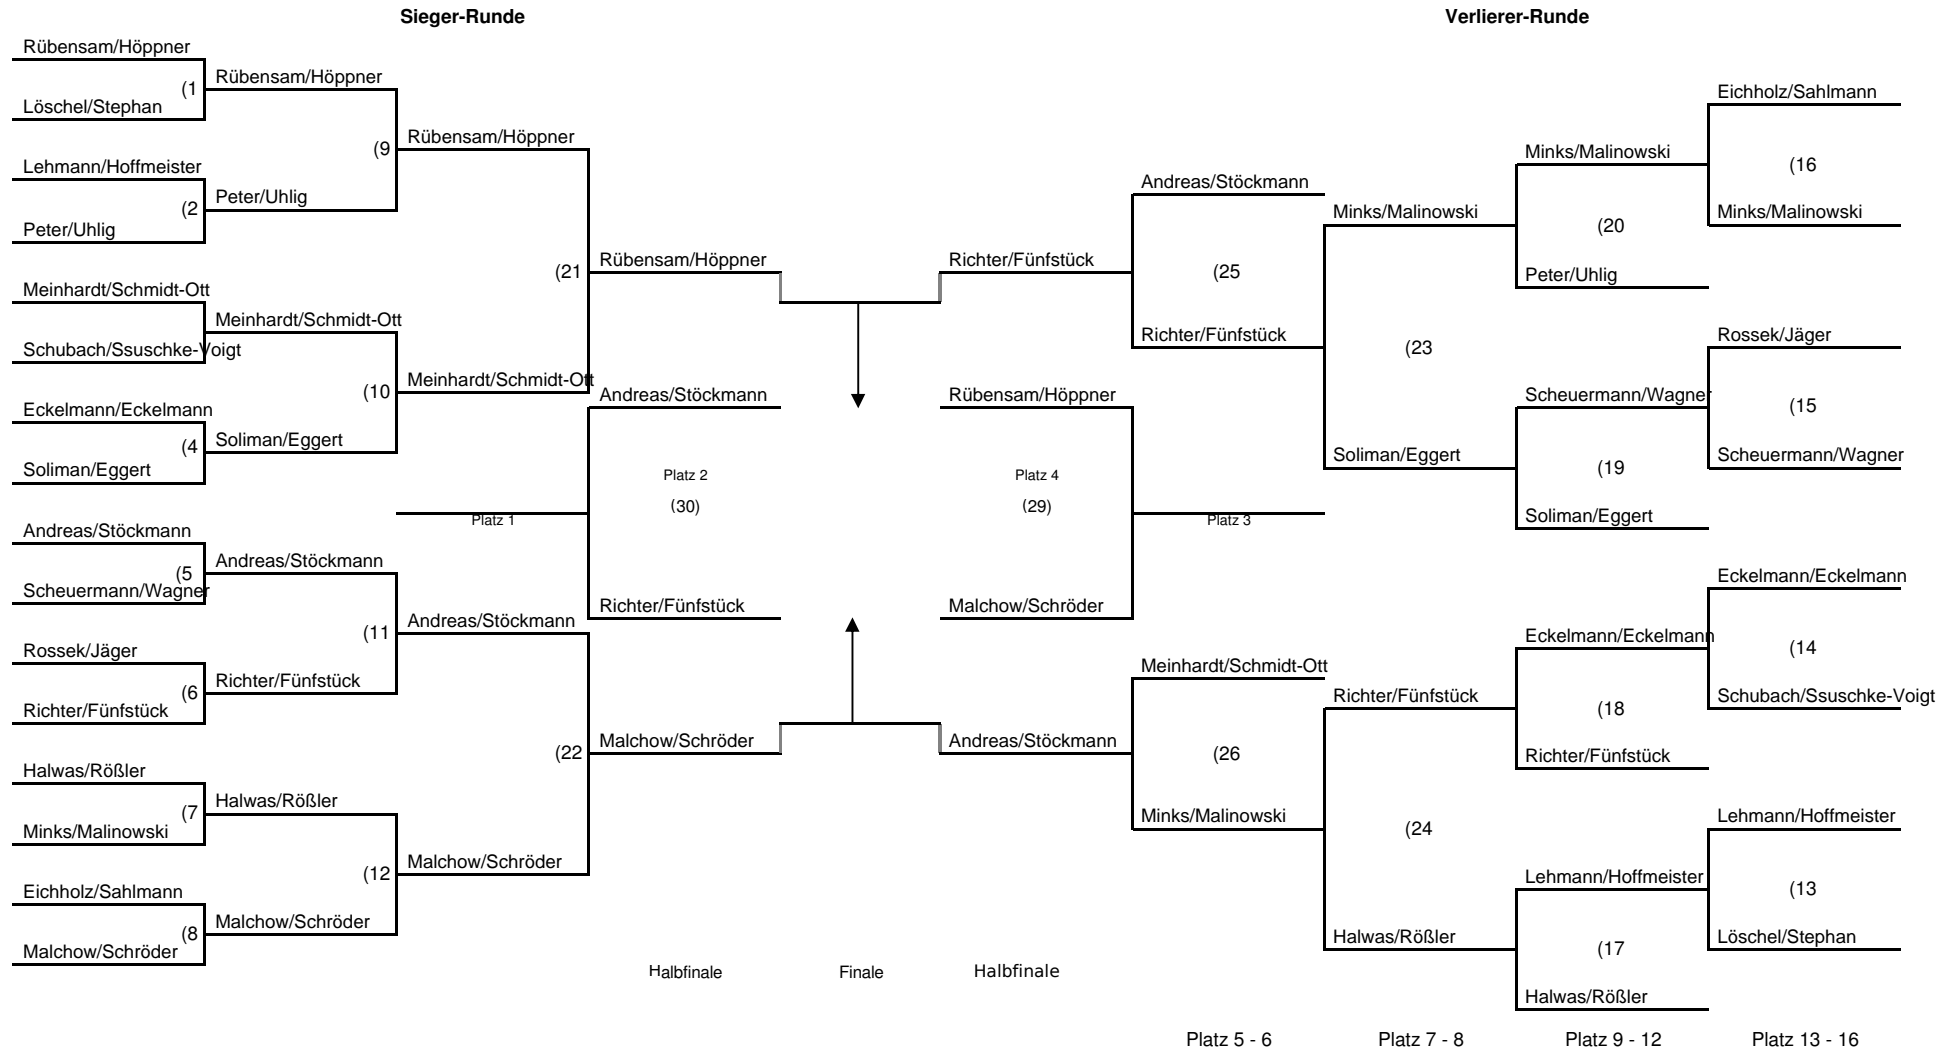 Sieger-Runde
Verlierer-Runde
Rübensam/Höppner
(1
Löschel/Stephan
Lehmann/Hoffmeister
(2
Peter/Uhlig
Meinhardt/Schmidt-Ott
Schubach/Ssuschke-Voigt
Eckelmann/Eckelmann
(4
Soliman/Eggert
Andreas/Stöckmann
(5
Scheuermann/Wagner
Rossek/Jäger
(6
Richter/Fünfstück
Halwas/Rößler
(7
Minks/Malinowski
Eichholz/Sahlmann
(8
Malchow/Schröder
Rübensam/Höppner
(9
Peter/Uhlig
Meinhardt/Schmidt-Ott
(10
Soliman/Eggert
Andreas/Stöckmann
(11
Richter/Fünfstück
Halwas/Rößler
(12
Malchow/Schröder
Rübensam/Höppner
(21
Meinhardt/Schmidt-Ott
Platz 1
Andreas/Stöckmann
(22
Malchow/Schröder
Rübensam/Höppner
Andreas/Stöckmann
Platz 2
(30)
Richter/Fünfstück
Malchow/Schröder
Halbfinale
Finale
Richter/Fünfstück
Rübensam/Höppner
Platz 4
(29)
Malchow/Schröder
Andreas/Stöckmann
Halbfinale
Andreas/Stöckmann
(25
Richter/Fünfstück
Platz 3
Meinhardt/Schmidt-Ott
(26
Minks/Malinowski
Platz 5 - 6
Minks/Malinowski
(23
Soliman/Eggert
Richter/Fünfstück
(24
Halwas/Rößler
Platz 7 - 8
Minks/Malinowski
(20
Peter/Uhlig
Scheuermann/Wagner
(19
Soliman/Eggert
Eckelmann/Eckelmann
(18
Richter/Fünfstück
Lehmann/Hoffmeister
(17
Halwas/Rößler
Platz 9 - 12
Eichholz/Sahlmann
(16
Minks/Malinowski
Rossek/Jäger
(15
Scheuermann/Wagner
Eckelmann/Eckelmann
(14
Schubach/Ssuschke-Voigt
Lehmann/Hoffmeister
(13
Löschel/Stephan
Platz 13 - 16